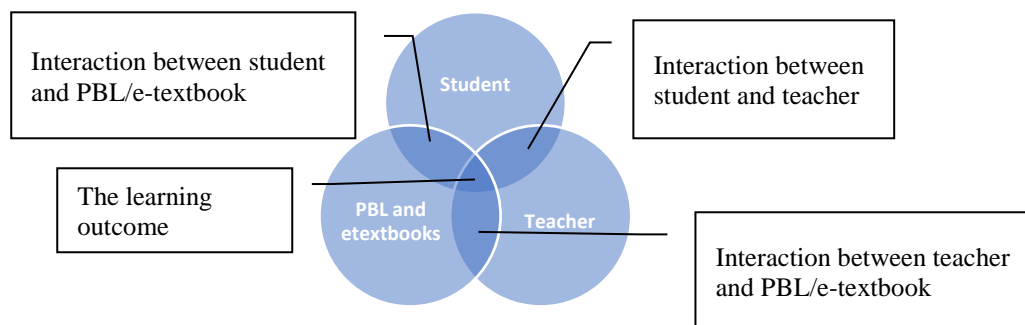 Interaction between student
and PBL/e-textbook
Student
Interaction between
student and teacher
The learning
outcome
PBL and
etextbooks
Teacher
Interaction between teacher
and PBL/e-textbook